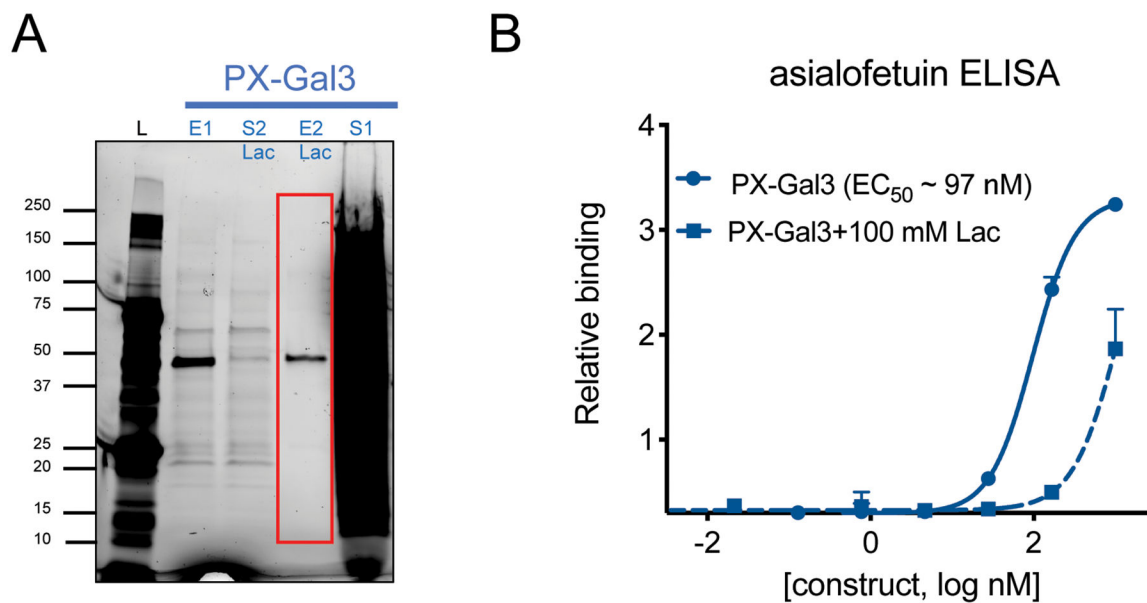 A
PX-Gal3
L E1 S2 E2 S1
Lac Lac
250
150
100
75
50
37
25
20
15
10
B
asialofetuin ELISA
4
PX-Gal3 (EC₅₀ ~ 97 nM)
3
PX-Gal3+100 mM Lac
Relative binding
2
1
-2 0 2
[construct, log nM]